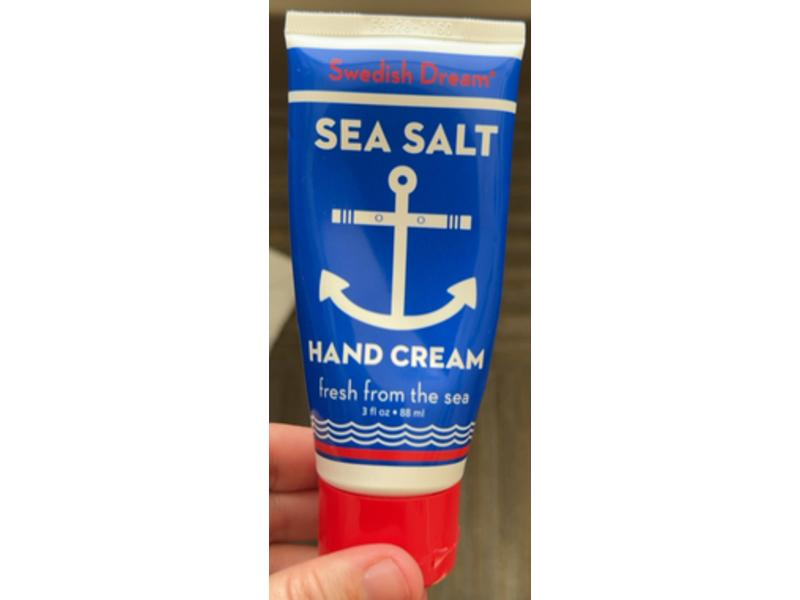 Swedish Dream®
SEA SALT
HAND CREAM
fresh from the sea
3 fl oz • 88 ml